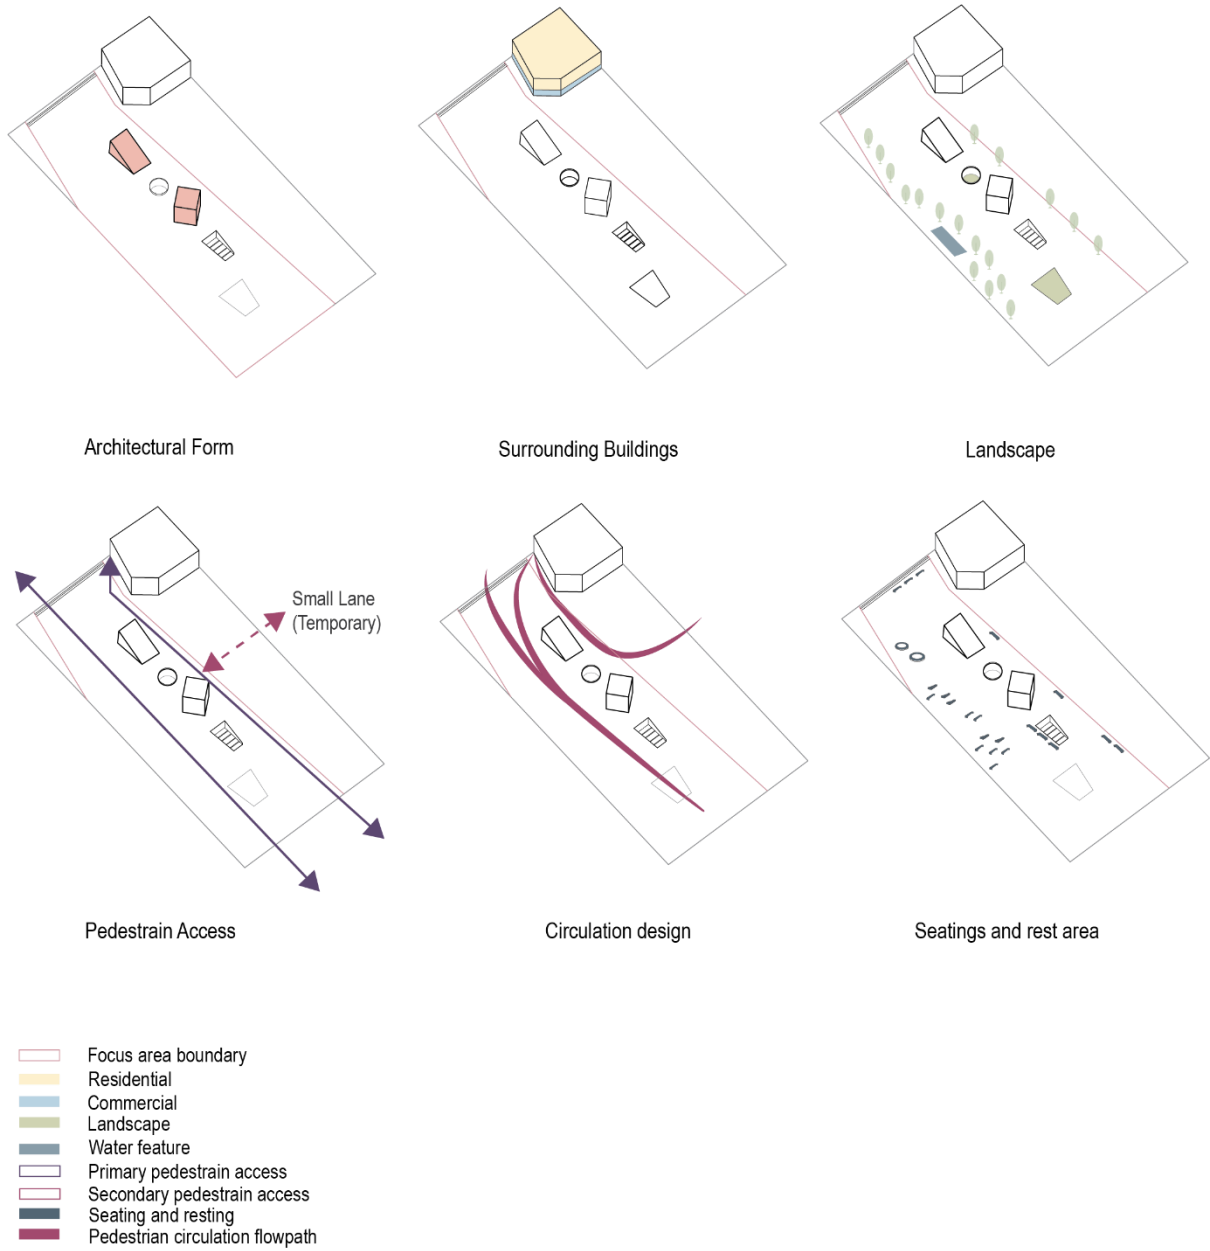 Architectural Form
Surrounding Buildings
Landscape
Small Lane
(Temporary)
Pedestrain Access
Circulation design
Seatings and rest area
Focus area boundary
Residential
Commercial
Landscape
Water feature
Primary pedestrain access
Secondary pedestrain access
Seating and resting
Pedestrian circulation flowpath